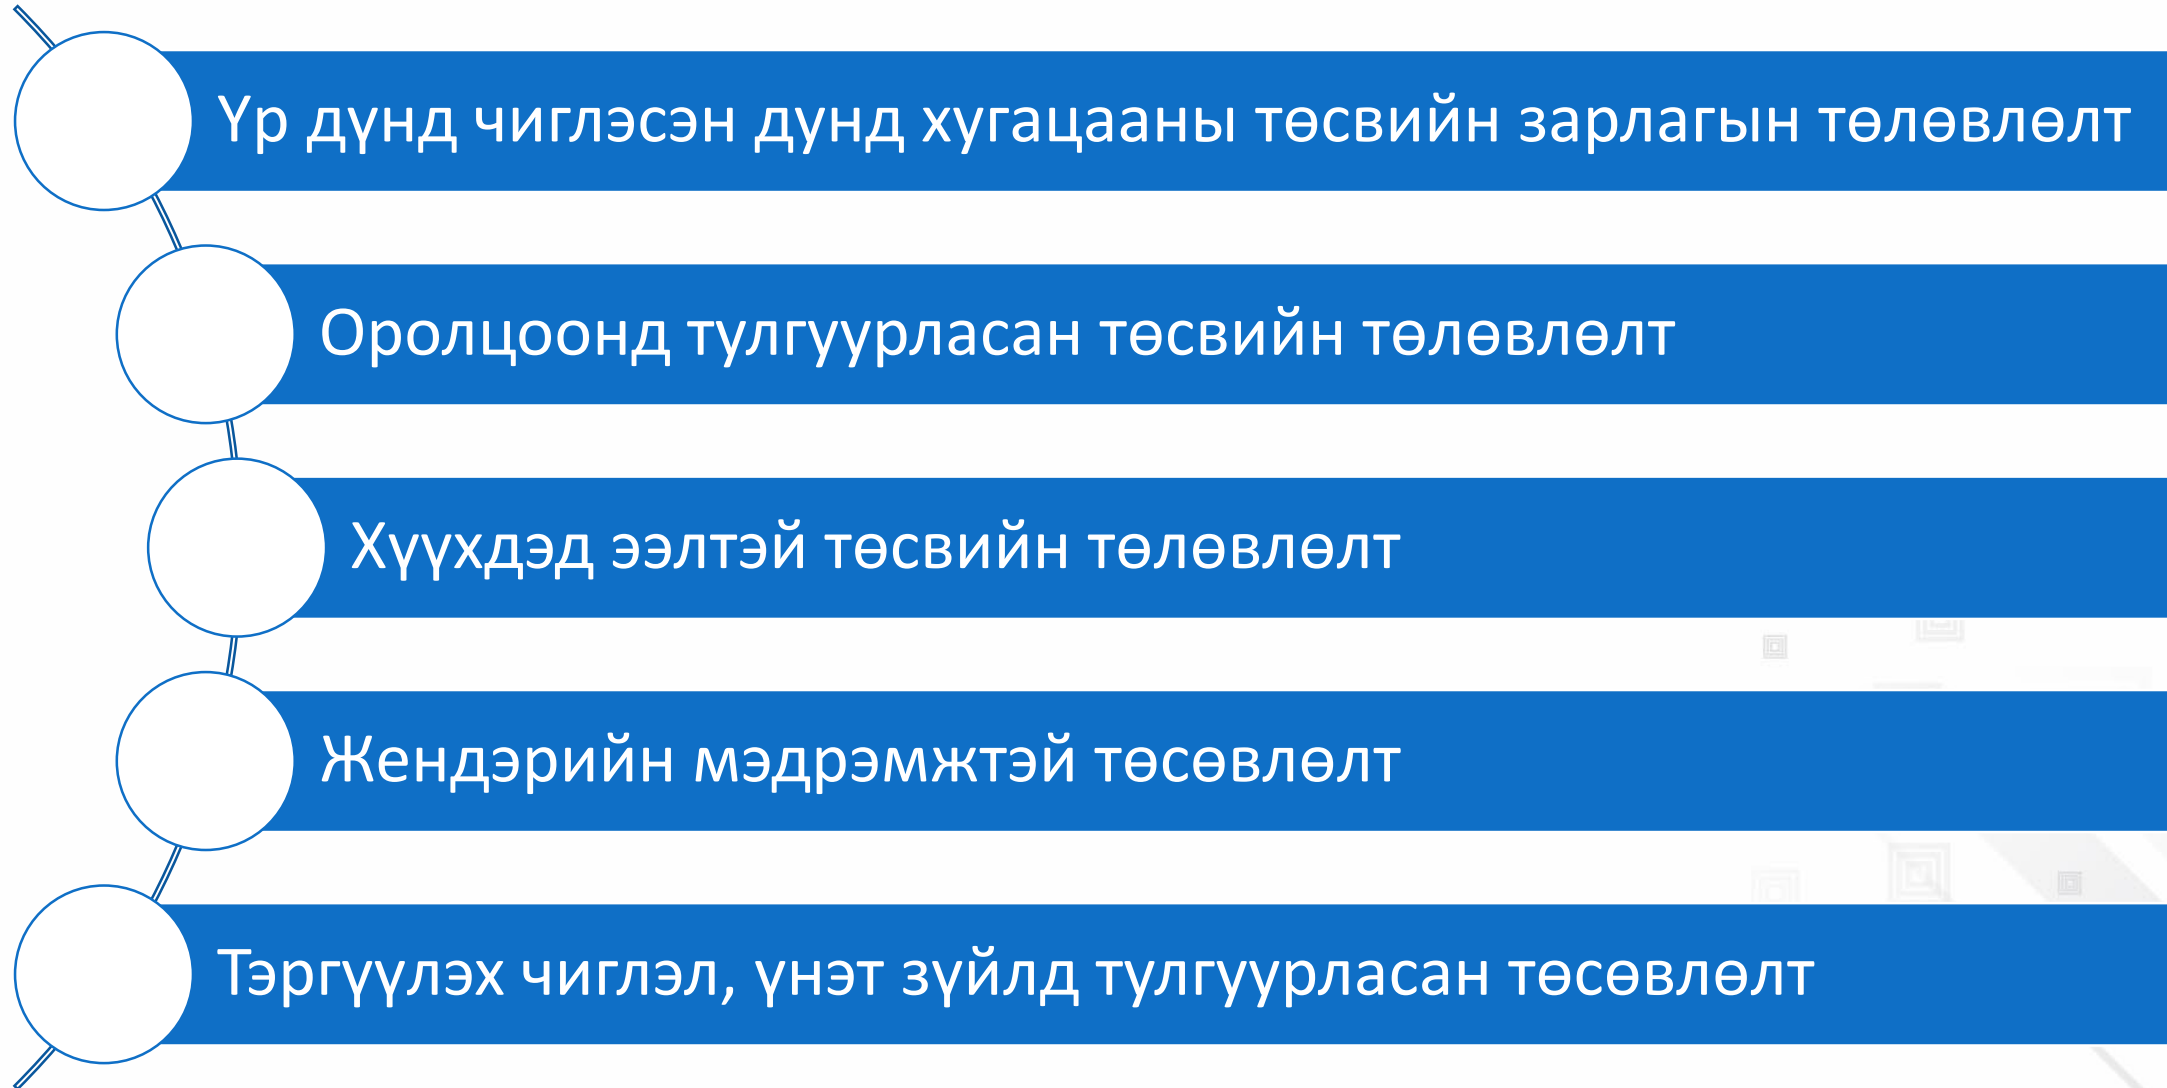 Үр дүнд чиглэсэн дунд хугацааны төсвийн зарлагын төлөвлөлт
Оролцоонд тулгуурласан төсвийн төлөвлөлт
Хүүхдэд ээлтэй төсвийн төлөвлөлт
Жендэрийн мэдрэмжтэй төсөвлөлт
Тэргүүлэх чиглэл, үнэт зүйлд тулгуурласан төсөвлөлт